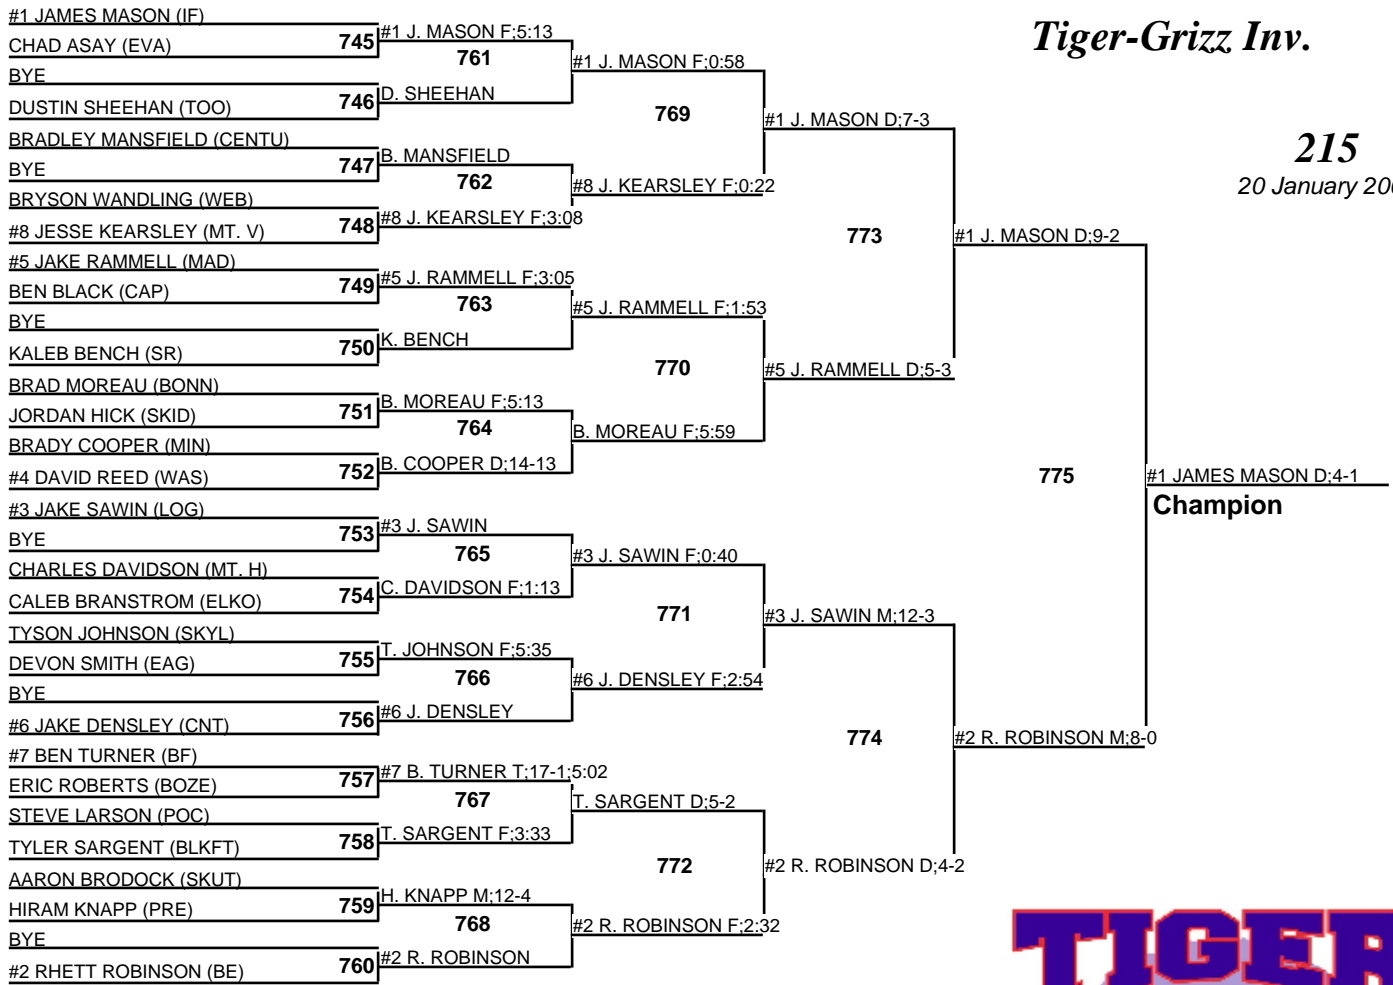 Tiger-Grizz Inv.
215
20 January 200
#1 JAMES MASON (IF)
CHAD ASAY (EVA)
BYE
DUSTIN SHEEHAN (TOO)
BRADLEY MANSFIELD (CENTU)
BYE
BRYSON WANDLING (WEB)
#8 JESSE KEARSLEY (MT. V)
#5 JAKE RAMMELL (MAD)
BEN BLACK (CAP)
BYE
KALEB BENCH (SR)
BRAD MOREAU (BONN)
JORDAN HICK (SKID)
BRADY COOPER (MIN)
#4 DAVID REED (WAS)
#3 JAKE SAWIN (LOG)
BYE
CHARLES DAVIDSON (MT. H)
CALEB BRANSTROM (ELKO)
TYSON JOHNSON (SKYL)
DEVON SMITH (EAG)
BYE
#6 JAKE DENSLEY (CNT)
#7 BEN TURNER (BF)
ERIC ROBERTS (BOZE)
STEVE LARSON (POC)
TYLER SARGENT (BLKFT)
AARON BRODOCK (SKUT)
HIRAM KNAPP (PRE)
BYE
#2 RHETT ROBINSON (BE)
745 #1 J. MASON F;5:13
761
746 D. SHEEHAN
747 B. MANSFIELD
762
748 #8 J. KEARSLEY F;3:08
749 #5 J. RAMMELL F;3:05
763
750 K. BENCH
751 B. MOREAU F;5:13
764
752 B. COOPER D;14-13
753 #3 J. SAWIN
765
754 C. DAVIDSON F;1:13
755 T. JOHNSON F;5:35
766
756 #6 J. DENSLEY
757 #7 B. TURNER T;17-1;5:02
767
758 T. SARGENT F;3:33
759 H. KNAPP M;12-4
768
760 #2 R. ROBINSON
#1 J. MASON F;0:58
769
#8 J. KEARSLEY F;0:22
#5 J. RAMMELL F;1:53
770
B. MOREAU F;5:59
#3 J. SAWIN F;0:40
771
#6 J. DENSLEY F;2:54
T. SARGENT D;5-2
772
#2 R. ROBINSON F;2:32
#1 J. MASON D;7-3
773
#5 J. RAMMELL D;5-3
#3 J. SAWIN M;12-3
774
#2 R. ROBINSON D;4-2
#1 J. MASON D;9-2
775
#2 R. ROBINSON M;8-0
#1 JAMES MASON D;4-1
Champion
TIGER